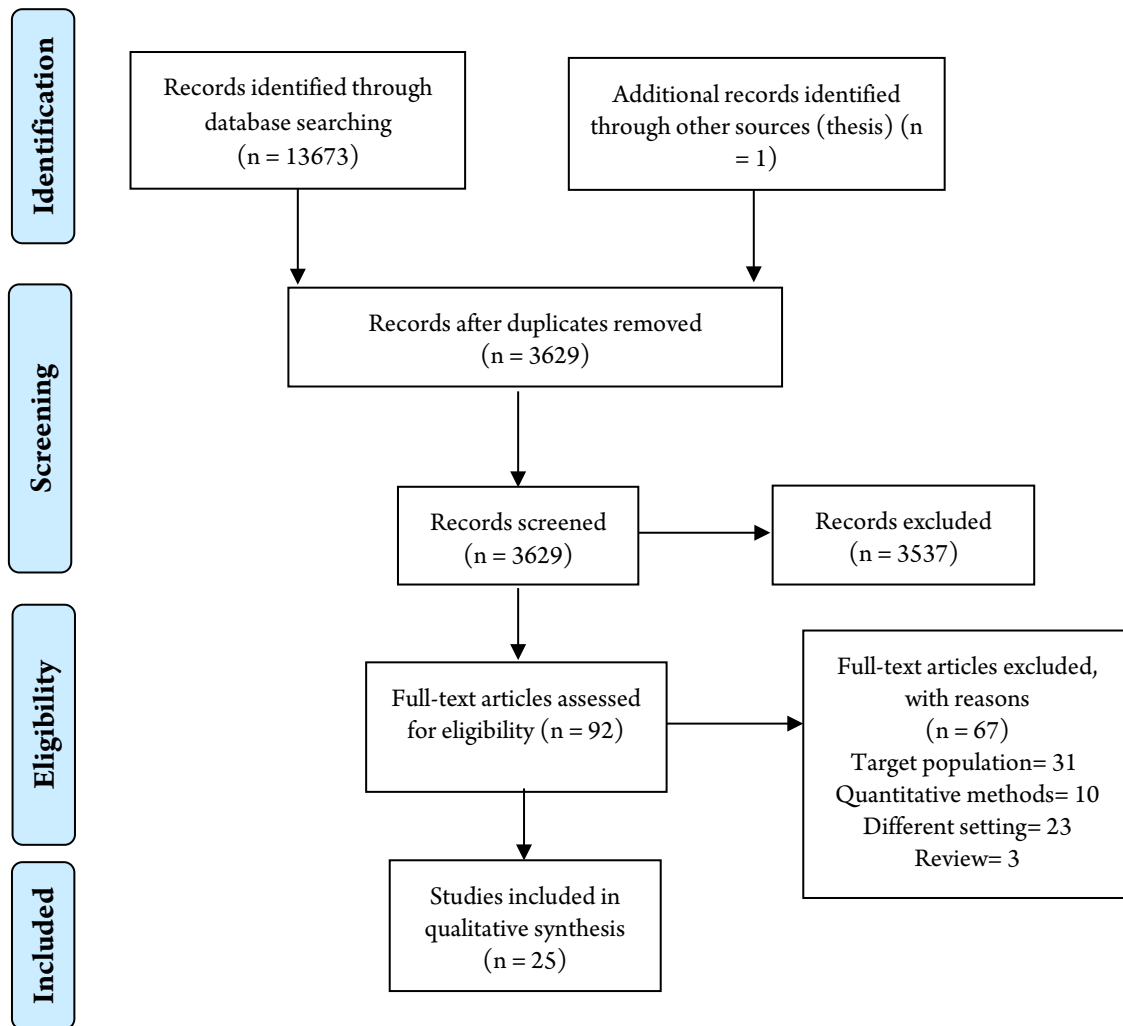 Identification
Records identified through
database searching
(n = 13673)
Additional records identified
through other sources (thesis) (n
= 1)
Screening
Records after duplicates removed
(n = 3629)
Records screened
(n = 3629)
Records excluded
(n = 3537)
Eligibility
Full-text articles assessed
for eligibility (n = 92)
Full-text articles excluded,
with reasons
(n = 67)
Target population= 31
Quantitative methods= 10
Different setting= 23
Review= 3
Included
Studies included in
qualitative synthesis
(n = 25)